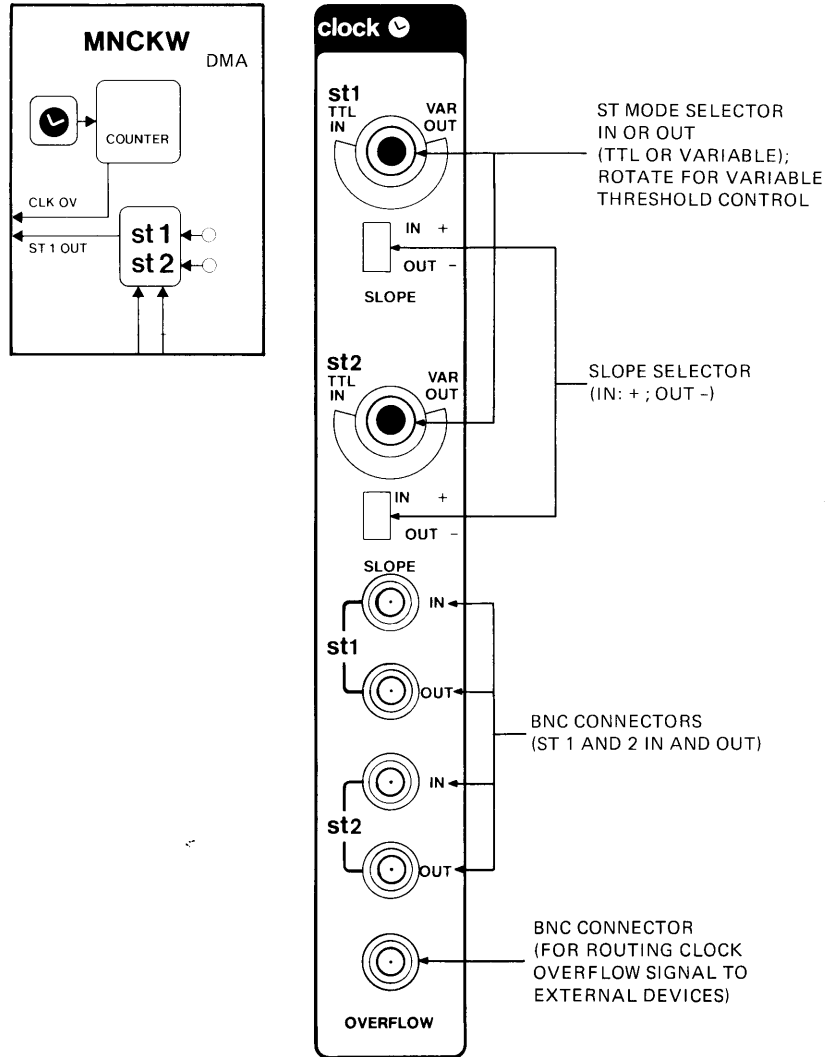 MNCKW
DMA
COUNTER
CLK OV
ST 1 OUT
st1
st2
clock
st1
TTL
IN
VAR
OUT
IN +
OUT –
SLOPE
st2
TTL
IN
VAR
OUT
IN +
OUT –
SLOPE
IN
st1
OUT
IN
st2
OUT
OVERFLOW
ST MODE SELECTOR
IN OR OUT
(TTL OR VARIABLE);
ROTATE FOR VARIABLE
THRESHOLD CONTROL
SLOPE SELECTOR
(IN: + ; OUT –)
BNC CONNECTORS
(ST 1 AND 2 IN AND OUT)
BNC CONNECTOR
(FOR ROUTING CLOCK
OVERFLOW SIGNAL TO
EXTERNAL DEVICES)